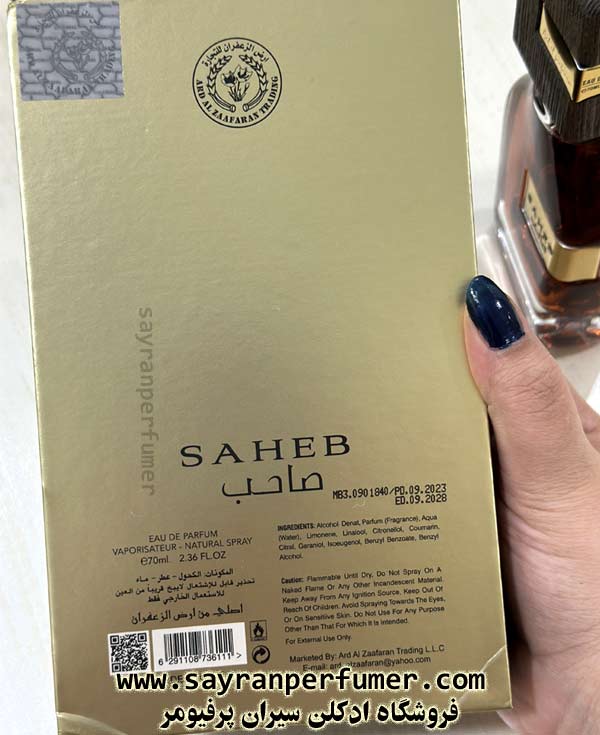 ارض الزعفران للتجارة
ARD AL ZAAFARAN TRADING
sayranperfumer
SAHEB
صاحب
MB3.0901840/PD.09.2023
ED.09.2028
EAU DE PARFUM
VAPORISATEUR - NATURAL SPRAY
℮70ml. 2.36 FL.OZ
المكونات: الكحول - عطر - ماء
تحذير قابل للإشتعال لايبخ قريبا من العين
للاستعمال الخارجي فقط
اصلي من ارض الزعفران
INGREDIENTS: Alcohol Denat, Parfum (Fragrance), Aqua
(Water), Limonene, Linalool, Citronellol, Coumarin,
Citral, Geraniol, Isoeugenol, Benzyl Benzoate, Benzyl
Alcohol.
Caution: Flammable Until Dry. Do Not Spray On A
Naked Flame Or Any Other Incandescent Material.
Keep Away From Any Ignition Source. Keep Out Of
Reach Of Children. Avoid Spraying Towards The Eyes,
Or On Sensitive Skin. Do Not Use For Any Purpose
Other Than That For Which It Is Intended.
For External Use Only.
6 291108 736111 >
Marketed By: Ard Al Zaafaran Trading L.L.C
E-mail: ard_alzaafaran@yahoo.com
www.sayranperfumer.com
فروشگاه ادکلنی سیران پرفیومر